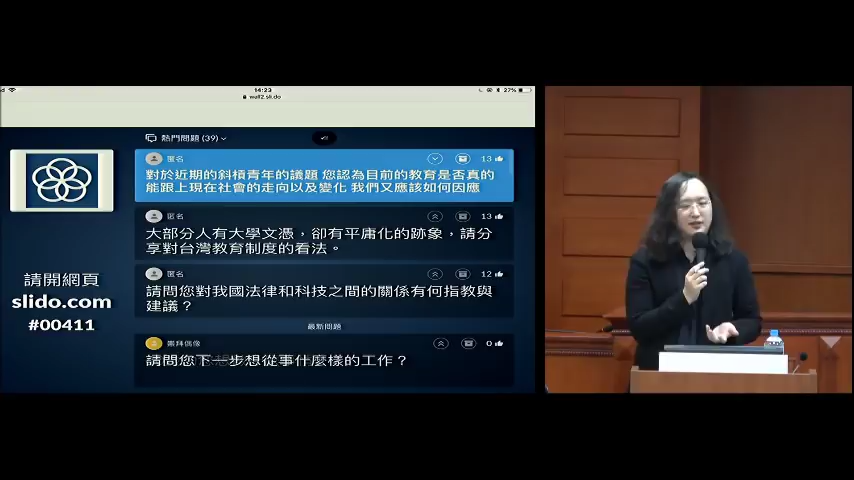 14:23
wall2.sli.do
27%
熱門問題 (39)
匿名
13
對於近期的斜槓青年的議題 您認為目前的教育是否真的
能跟上現在社會的走向以及變化 我們又應該如何因應
匿名
13
大部分人有大學文憑，卻有平庸化的跡象，請分
享對台灣教育制度的看法。
匿名
12
請問您對我國法律和科技之間的關係有何指教與
建議？
最新問題
崇拜偶像
0
請問您下一步想從事什麼樣的工作？
請開網頁
slido.com
#00411